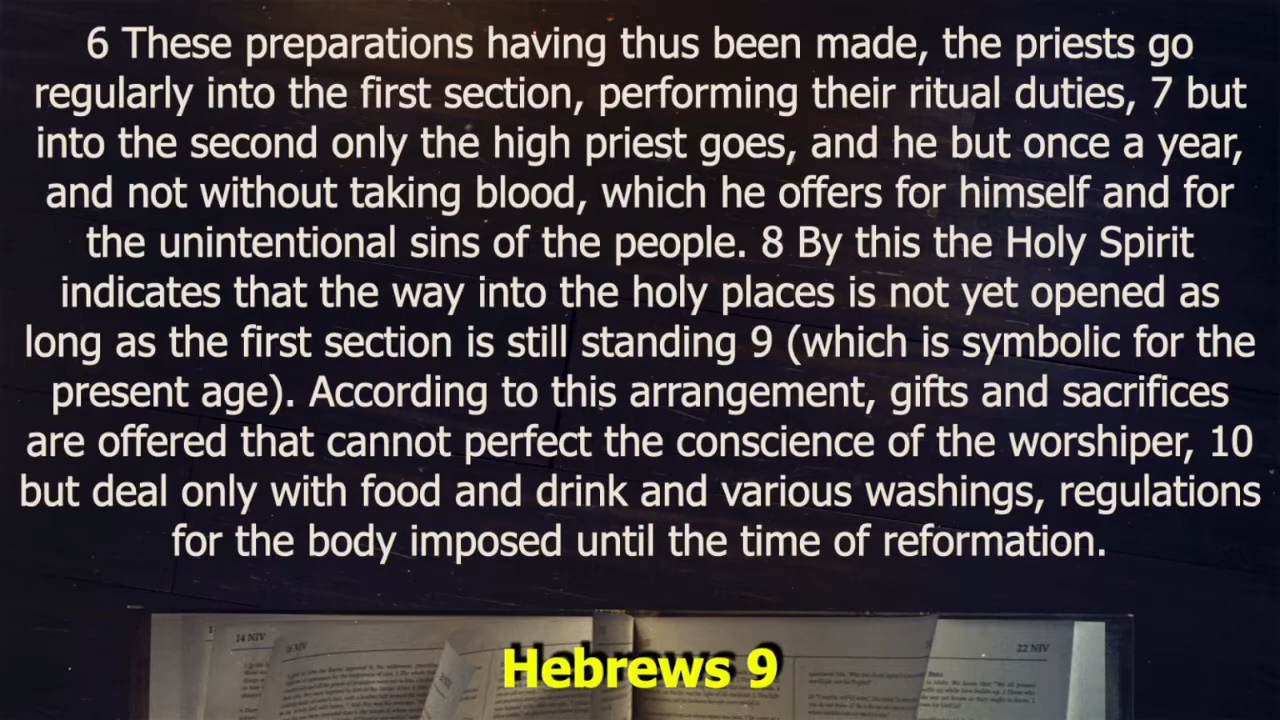 6 These preparations having thus been made, the priests go
regularly into the first section, performing their ritual duties, 7 but
into the second only the high priest goes, and he but once a year,
and not without taking blood, which he offers for himself and for
the unintentional sins of the people. 8 By this the Holy Spirit
indicates that the way into the holy places is not yet opened as
long as the first section is still standing 9 (which is symbolic for the
present age). According to this arrangement, gifts and sacrifices
are offered that cannot perfect the conscience of the worshiper, 10
but deal only with food and drink and various washings, regulations
for the body imposed until the time of reformation.
14 NIV
22 NIV
Hebrews 9